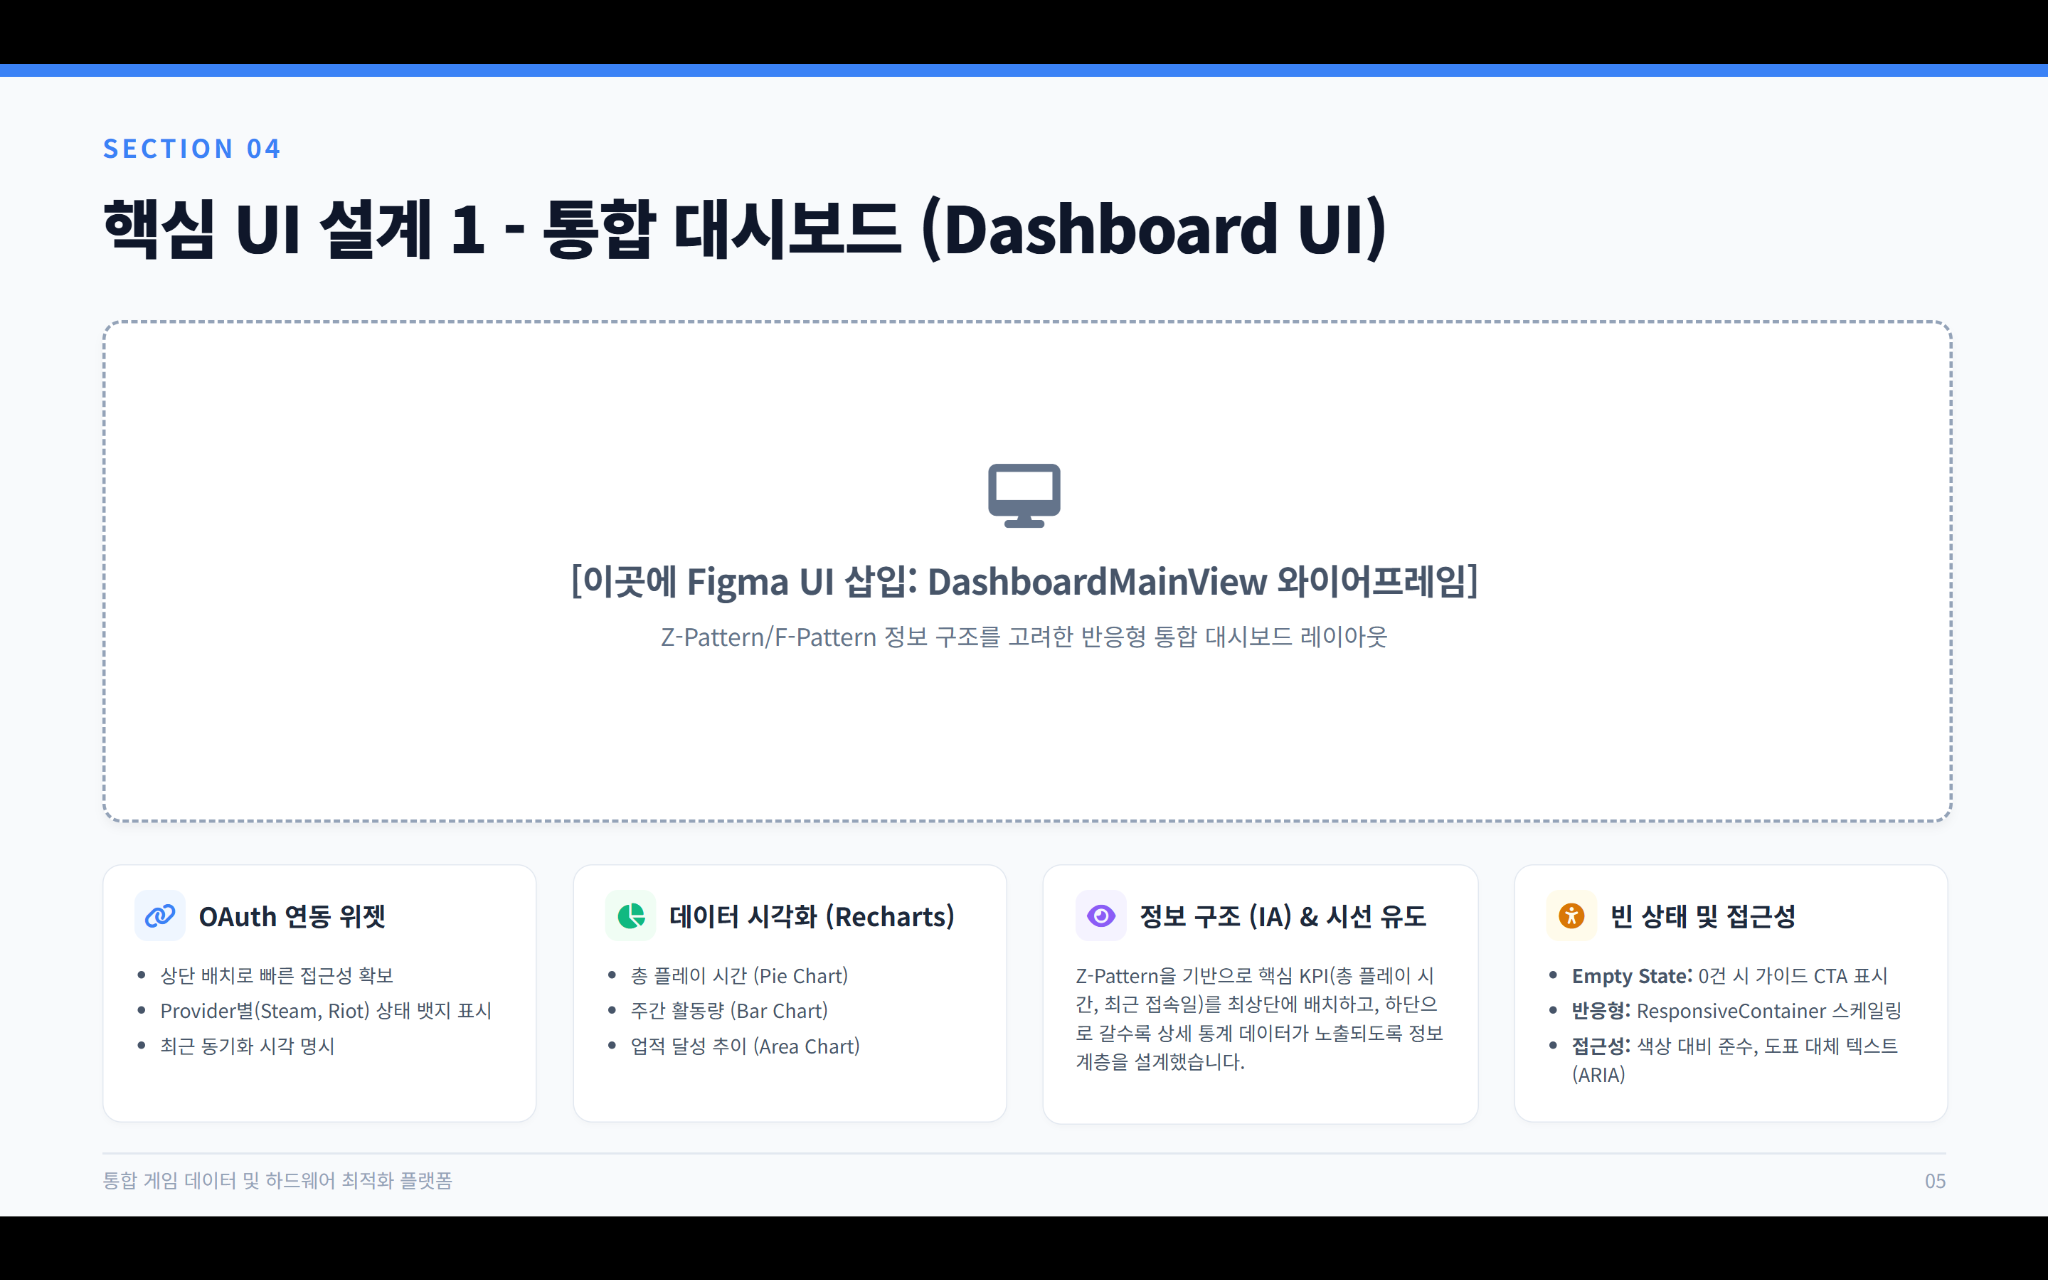 SECTION 04
핵심 UI 설계 1 - 통합 대시보드 (Dashboard UI)
[이곳에 Figma UI 삽입: DashboardMainView 와이어프레임]
Z-Pattern/F-Pattern 정보 구조를 고려한 반응형 통합 대시보드 레이아웃
OAuth 연동 위젯
• 상단 배치로 빠른 접근성 확보
• Provider별(Steam, Riot) 상태 뱃지 표시
• 최근 동기화 시각 명시
데이터 시각화 (Recharts)
• 총 플레이 시간 (Pie Chart)
• 주간 활동량 (Bar Chart)
• 업적 달성 추이 (Area Chart)
정보 구조 (IA) & 시선 유도
Z-Pattern을 기반으로 핵심 KPI(총 플레이 시
간, 최근 접속일)를 최상단에 배치하고, 하단으
로 갈수록 상세 통계 데이터가 노출되도록 정보
계층을 설계했습니다.
빈 상태 및 접근성
• Empty State: 0건 시 가이드 CTA 표시
• 반응형: ResponsiveContainer 스케일링
• 접근성: 색상 대비 준수, 도표 대체 텍스트
(ARIA)
통합 게임 데이터 및 하드웨어 최적화 플랫폼
05